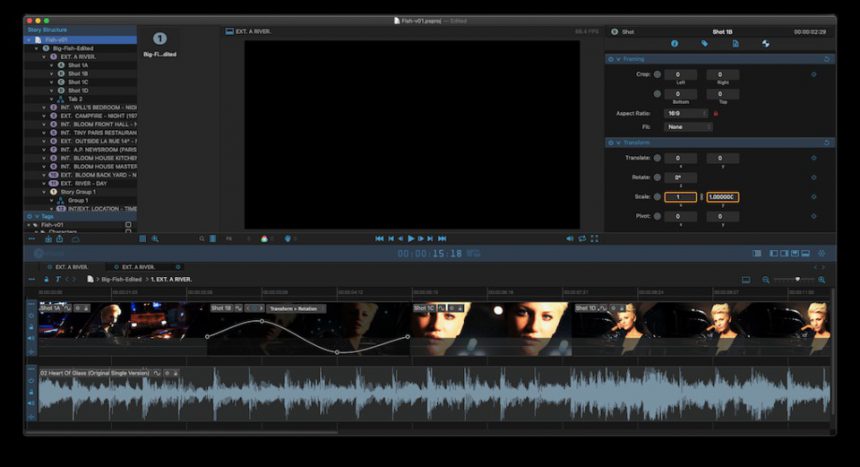 Fish-v01.psproj — Edited
Story Structure
Fish-v01
Big-Fish-Edited
EXT. A RIVER.
Shot 1A
Shot 1B
Shot 1C
Shot 1D
Tab 2
INT. WILL'S BEDROOM - NIG
EXT. CAMPFIRE - NIGHT (197
INT. BLOOM FRONT HALL - N
INT. TINY PARIS RESTAURAN
EXT. OUTSIDE LA RUE 14° - N
INT. A.P. NEWSROOM (PARIS
INT. BLOOM HOUSE KITCHEN
INT. BLOOM HOUSE MASTER
EXT. BLOOM BACK YARD - N
EXT. RIVER - DAY
Story Group 1
Group 1
INT/EXT. LOCATION - TIME
Tags
Fish-v01
Characters
1
Big-Fi...dited
EXT. A RIVER.
Shot
Shot 1B
00:00:02:29
Framing
Crop: 0 0
Left Right
0 0
Bottom Top
Aspect Ratio: 16:9
Fit: None
Transform
Translate: 0 0
x y
Rotate: 0°
z
Scale: 1 1.000000
x y
Pivot: 0 0
x y
00:00:15:18
EXT. A RIVER. EXT. A RIVER.
Big-Fish-Edited > 1. EXT. A RIVER.
Shot 1A Shot 1B Transform > Rotation Shot 1C Shot 1D
02 Heart Of Glass (Original Single Version)